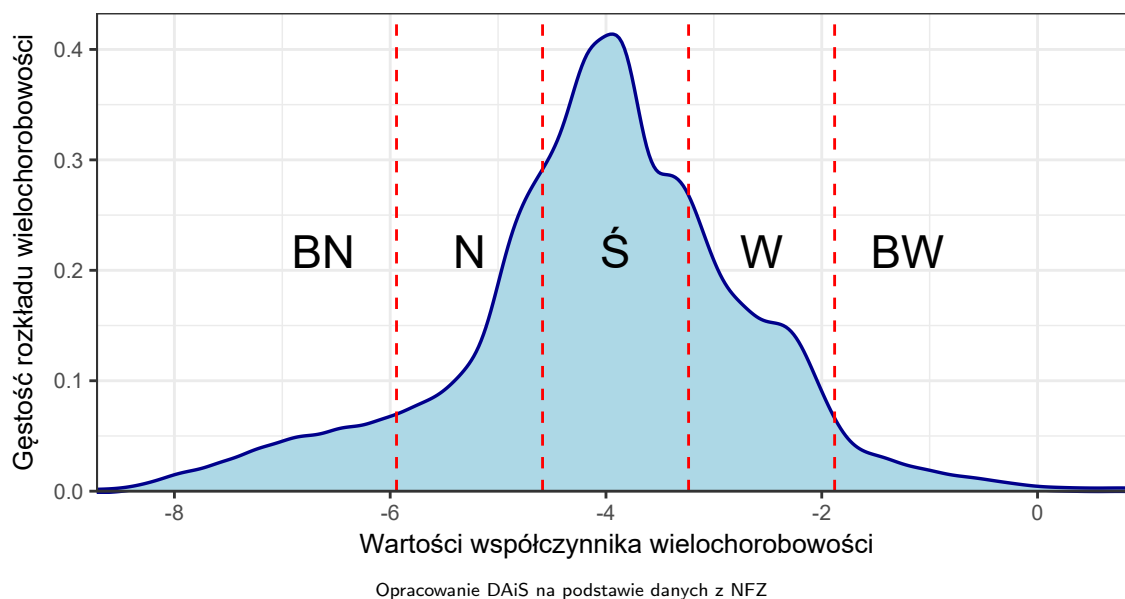 Gęstość rozkładu wielochorobowości
0.4
0.3
0.2
0.1
0.0
BN N Ś W BW
-8 -6 -4 -2 0
Wartości współczynnika wielochorobowości
Opracowanie DAiS na podstawie danych z NFZ